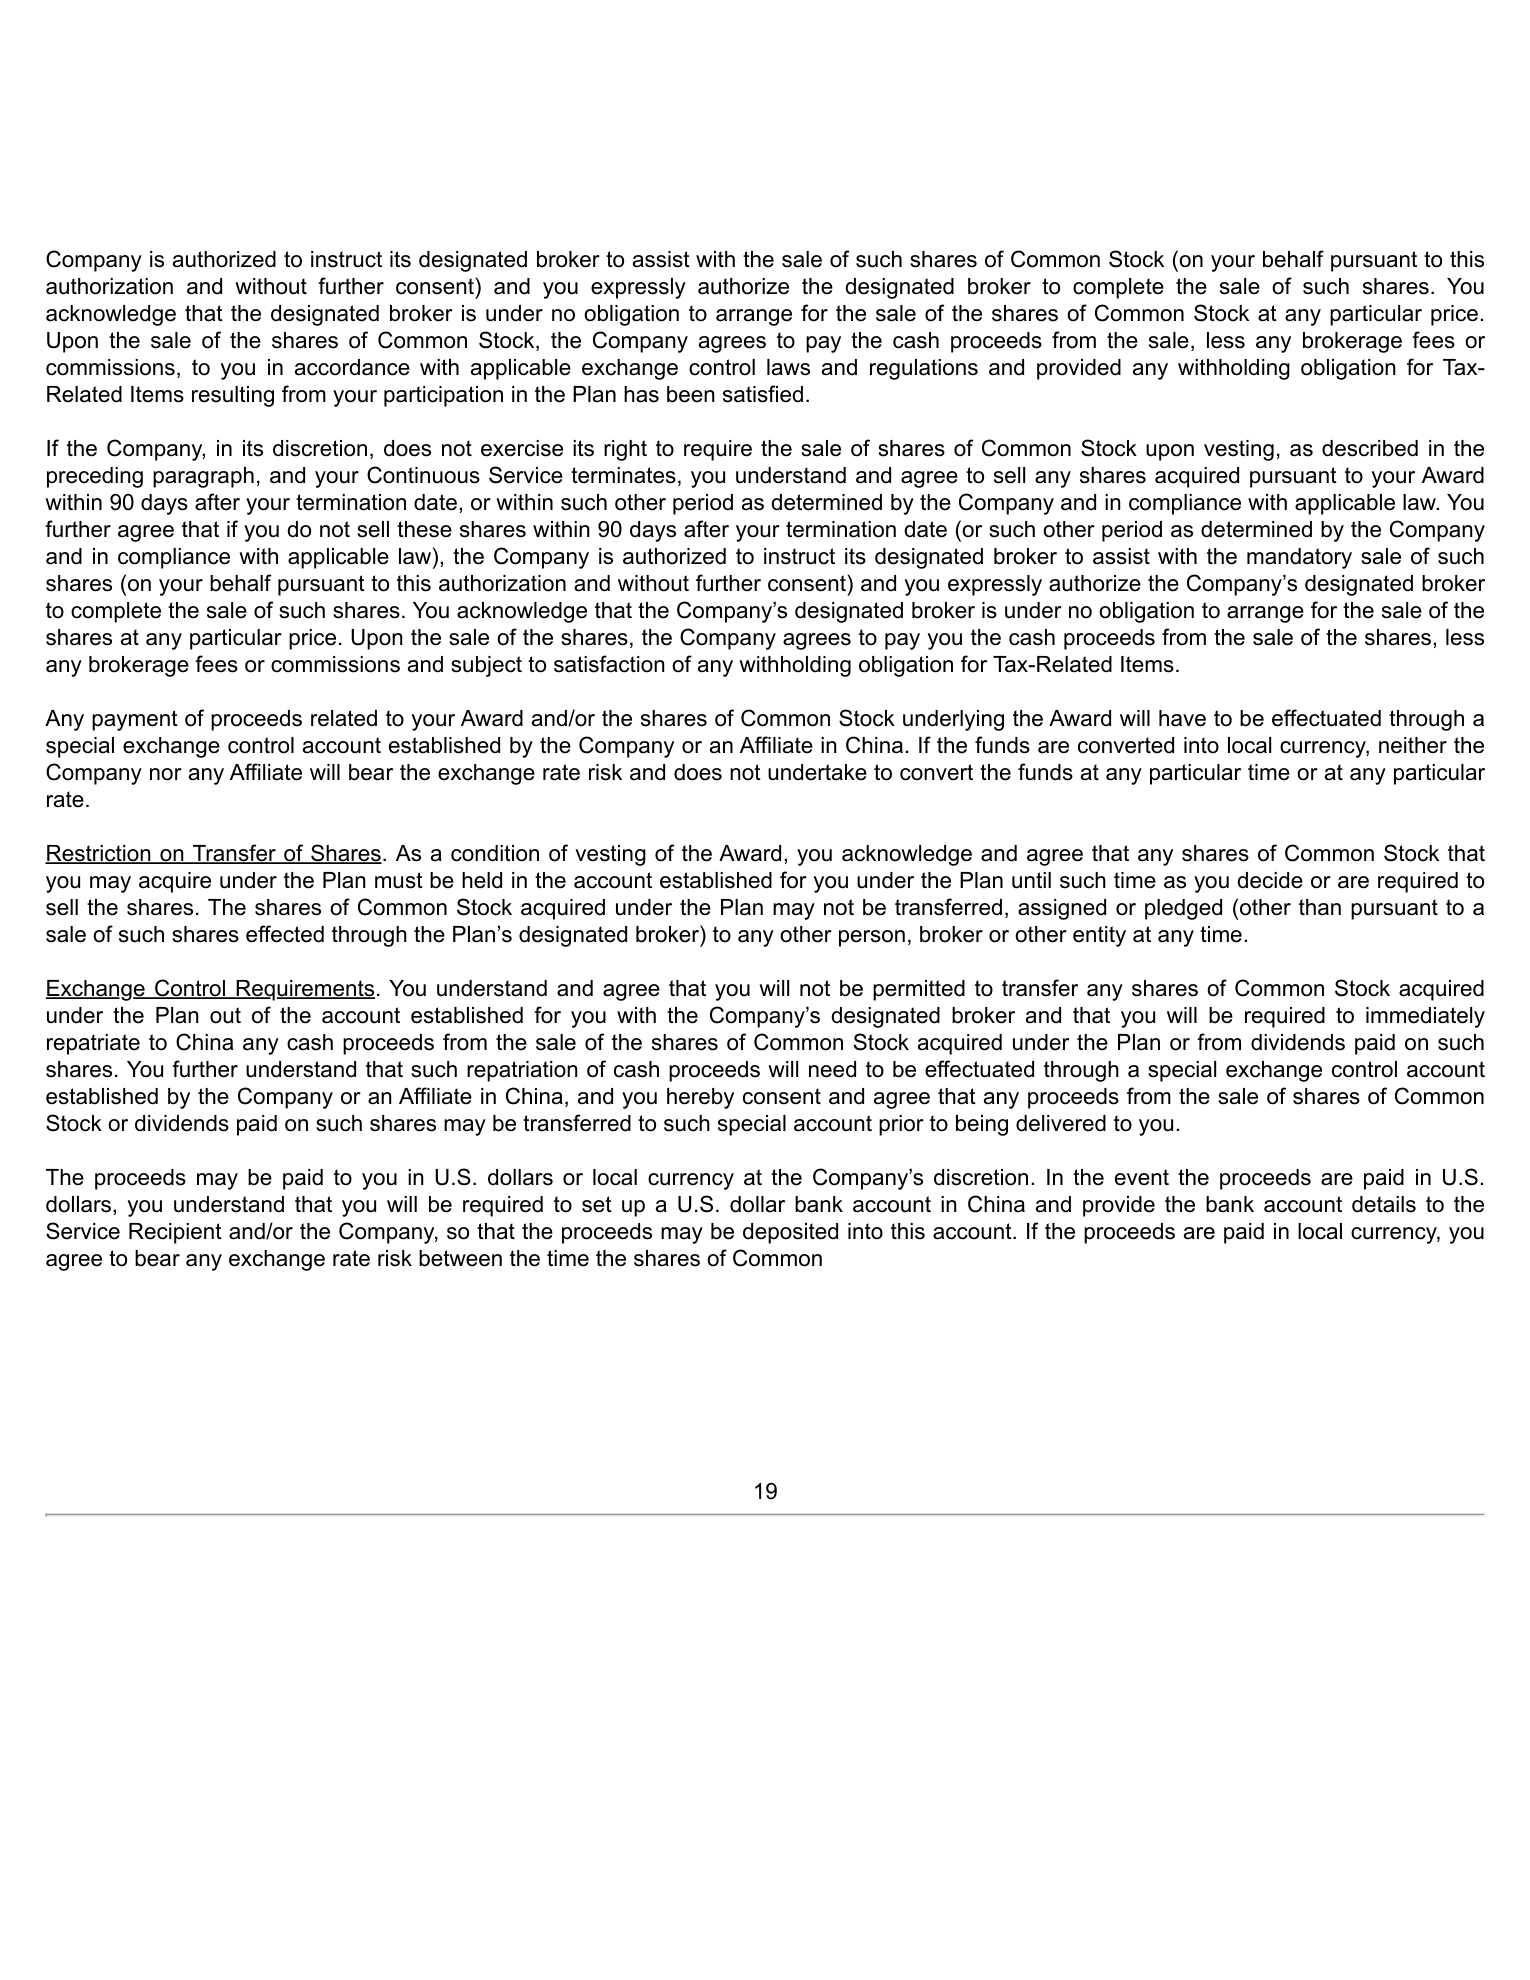 Company is authorized to instruct its designated broker to assist with the sale of such shares of Common Stock (on your behalf pursuant to this
authorization and without further consent) and you expressly authorize the designated broker to complete the sale of such shares. You
acknowledge that the designated broker is under no obligation to arrange for the sale of the shares of Common Stock at any particular price.
Upon the sale of the shares of Common Stock, the Company agrees to pay the cash proceeds from the sale, less any brokerage fees or
commissions, to you in accordance with applicable exchange control laws and regulations and provided any withholding obligation for Tax-
Related Items resulting from your participation in the Plan has been satisfied.
If the Company, in its discretion, does not exercise its right to require the sale of shares of Common Stock upon vesting, as described in the
preceding paragraph, and your Continuous Service terminates, you understand and agree to sell any shares acquired pursuant to your Award
within 90 days after your termination date, or within such other period as determined by the Company and in compliance with applicable law. You
further agree that if you do not sell these shares within 90 days after your termination date (or such other period as determined by the Company
and in compliance with applicable law), the Company is authorized to instruct its designated broker to assist with the mandatory sale of such
shares (on your behalf pursuant to this authorization and without further consent) and you expressly authorize the Company’s designated broker
to complete the sale of such shares. You acknowledge that the Company’s designated broker is under no obligation to arrange for the sale of the
shares at any particular price. Upon the sale of the shares, the Company agrees to pay you the cash proceeds from the sale of the shares, less
any brokerage fees or commissions and subject to satisfaction of any withholding obligation for Tax-Related Items.
Any payment of proceeds related to your Award and/or the shares of Common Stock underlying the Award will have to be effectuated through a
special exchange control account established by the Company or an Affiliate in China. If the funds are converted into local currency, neither the
Company nor any Affiliate will bear the exchange rate risk and does not undertake to convert the funds at any particular time or at any particular
rate.
Restriction on Transfer of Shares. As a condition of vesting of the Award, you acknowledge and agree that any shares of Common Stock that
you may acquire under the Plan must be held in the account established for you under the Plan until such time as you decide or are required to
sell the shares. The shares of Common Stock acquired under the Plan may not be transferred, assigned or pledged (other than pursuant to a
sale of such shares effected through the Plan’s designated broker) to any other person, broker or other entity at any time.
Exchange Control Requirements. You understand and agree that you will not be permitted to transfer any shares of Common Stock acquired
under the Plan out of the account established for you with the Company’s designated broker and that you will be required to immediately
repatriate to China any cash proceeds from the sale of the shares of Common Stock acquired under the Plan or from dividends paid on such
shares. You further understand that such repatriation of cash proceeds will need to be effectuated through a special exchange control account
established by the Company or an Affiliate in China, and you hereby consent and agree that any proceeds from the sale of shares of Common
Stock or dividends paid on such shares may be transferred to such special account prior to being delivered to you.
The proceeds may be paid to you in U.S. dollars or local currency at the Company’s discretion. In the event the proceeds are paid in U.S.
dollars, you understand that you will be required to set up a U.S. dollar bank account in China and provide the bank account details to the
Service Recipient and/or the Company, so that the proceeds may be deposited into this account. If the proceeds are paid in local currency, you
agree to bear any exchange rate risk between the time the shares of Common
19